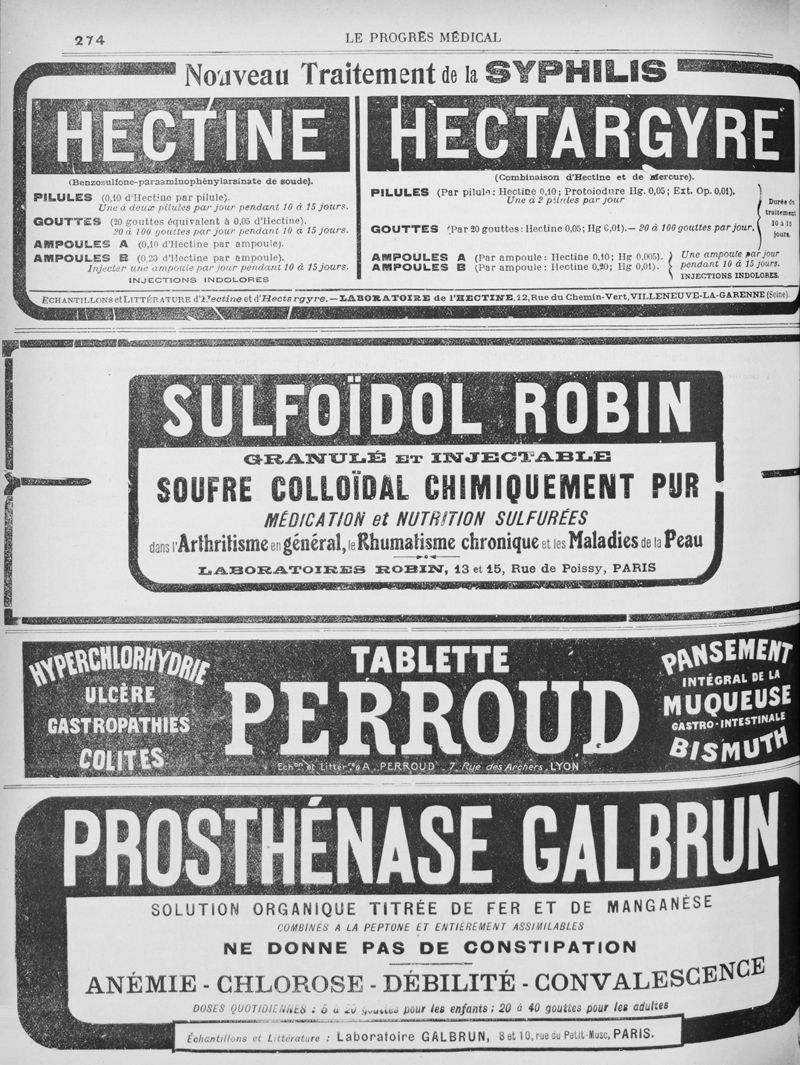 274
LE PROGRÈS MÉDICAL
Nouveau Traitement de la SYPHILIS
HECTINE
(Benzosulfone-paraaminophénylarsinate de soude).
PILULES (0,10 d'Hectine par pilule).
Une à deux pilules par jour pendant 10 à 15 jours.
GOUTTES (20 gouttes équivalent à 0,05 d'Hectine).
20 à 100 gouttes par jour pendant 10 à 15 jours.
AMPOULES A (0,10 d'Hectine par ampoule).
AMPOULES B (0,20 d'Hectine par ampoule).
Injecter une ampoule par jour pendant 10 à 15 jours.
INJECTIONS INDOLORES
HECTARGYRE
(Combinaison d'Hectine et de Mercure).
PILULES (Par pilule: Hectine 0,10; Protoiodure Hg. 0,05; Ext. Op. 0,01).
Une à 2 pilules par jour
GOUTTES (Par 20 gouttes: Hectine 0,05; Hg 0,01).— 20 à 100 gouttes par jour.
Durée du
traitement
10 à 15
jours.
AMPOULES A (Par ampoule: Hectine 0,10; Hg 0,005).
AMPOULES B (Par ampoule: Hectine 0,20; Hg 0,01).
Une ampoule par jour
pendant 10 à 15 jours.
INJECTIONS INDOLORES.
ECHANTILLONS et LITTÉRATURE d'Hectine et d'Hectargyre. — LABORATOIRE de l'HECTINE, 12, Rue du Chemin-Vert, VILLENEUVE-LA-GARENNE (Seine).
SULFOÏDOL ROBIN
GRANULÉ ET INJECTABLE
SOUFRE COLLOÏDAL CHIMIQUEMENT PUR
MÉDICATION et NUTRITION SULFURÉES
dans l'Arthritisme en général, le Rhumatisme chronique et les Maladies de la Peau
LABORATOIRES ROBIN, 13 et 15, Rue de Poissy, PARIS
HYPERCHLORHYDRIE
ULCÈRE
GASTROPATHIES
COLITES
TABLETTE
PERROUD
Echon et Littérre à A. PERROUD. 7, Rue des Archers, LYON
PANSEMENT
INTÉGRAL DE LA
MUQUEUSE
GASTRO-INTESTINALE
BISMUTH
PROSTHÉNASE GALBRUN
SOLUTION ORGANIQUE TITRÉE DE FER ET DE MANGANÈSE
COMBINÉS A LA PEPTONE ET ENTIÈREMENT ASSIMILABLES
NE DONNE PAS DE CONSTIPATION
ANÉMIE - CHLOROSE - DÉBILITÉ - CONVALESCENCE
DOSES QUOTIDIENNES : 5 à 20 gouttes pour les enfants; 20 à 40 gouttes pour les adultes
Échantillons et Littérature : Laboratoire GALBRUN, 8 et 10, rue du Petit-Musc, PARIS.